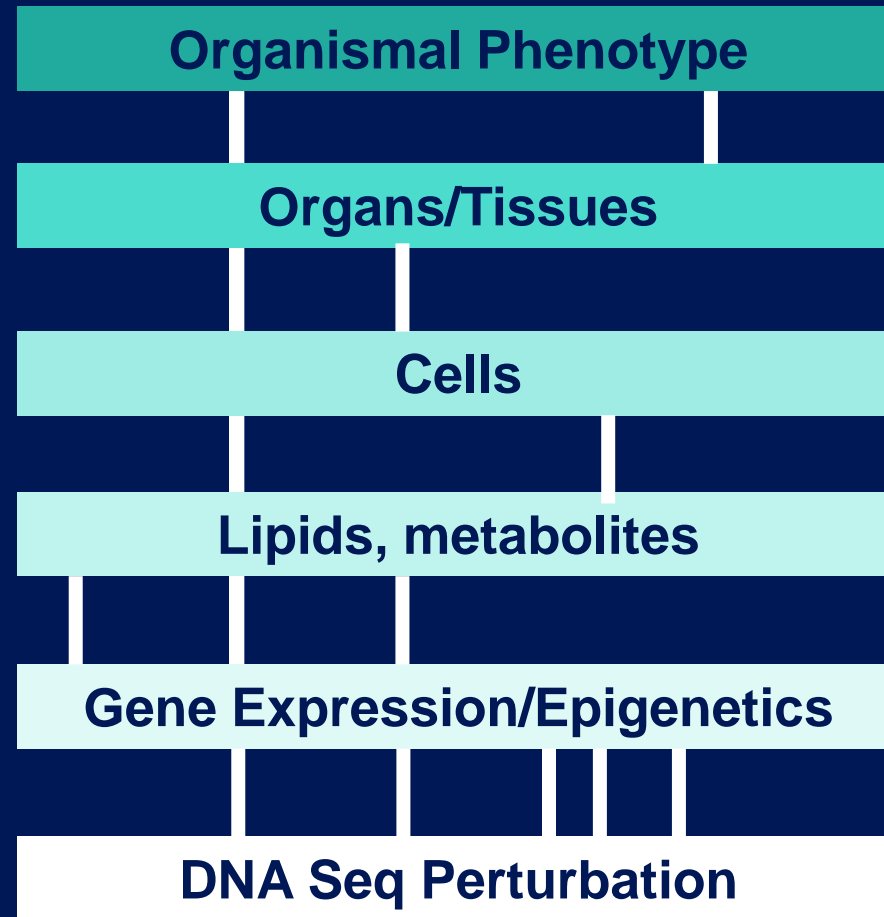 Organismal Phenotype
Organs/Tissues
Cells
Lipids, metabolites
Gene Expression/Epigenetics
DNA Seq Perturbation